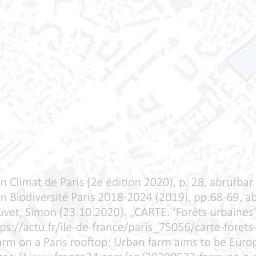 n Climat de Paris (2e édition 2020), p. 28, abrufbar
n Biodiversité Paris 2018-2024 (2019), pp.68-69, ab
uvet, Simon (23.10.2020). „CARTE. 'Forêts urbaines'
ps://actu.fr/ile-de-france/paris_75056/carte-forets-
arm on a Paris rooftop: Urban farm aims to be Europ